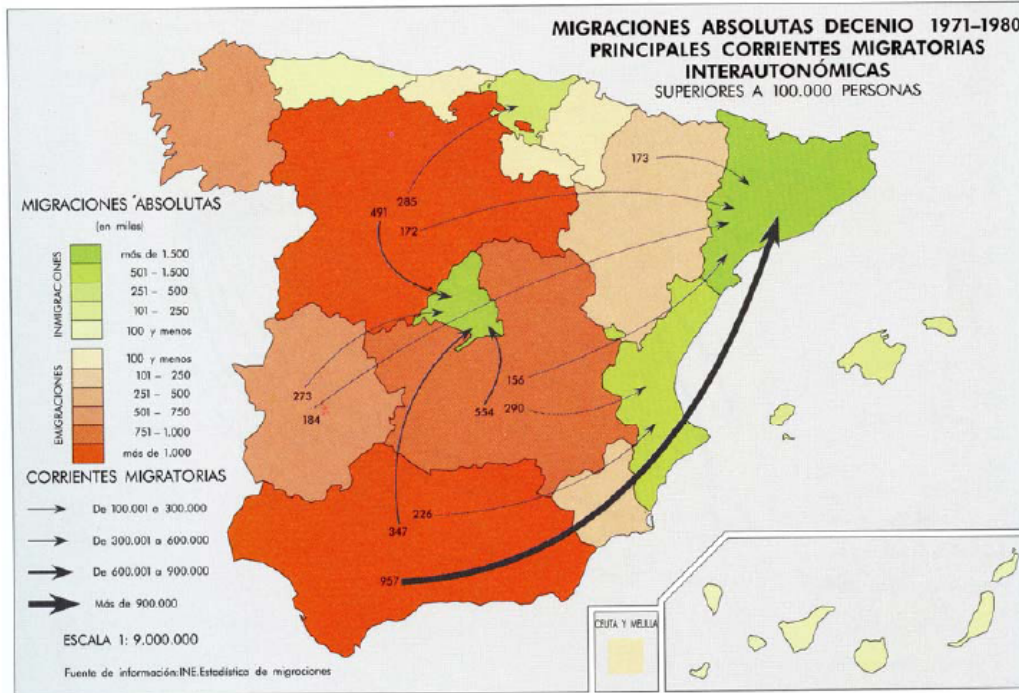 MIGRACIONES ABSOLUTAS DECENIO 1971–1980
PRINCIPALES CORRIENTES MIGRATORIAS
INTERAUTONÓMICAS
SUPERIORES A 100.000 PERSONAS
173
285
491
172
273
184
156
554
290
226
347
957
MIGRACIONES ABSOLUTAS
(en miles)
INMIGRACIONES
más de 1.500
501 – 1.500
251 – 500
101 – 250
100 y menos
EMIGRACIONES
100 y menos
101 – 250
251 – 500
501 – 750
751 – 1.000
más de 1.000
CORRIENTES MIGRATORIAS
De 100.001 a 300.000
De 300.001 a 600.000
De 600.001 a 900.000
Más de 900.000
ESCALA 1: 9.000.000
Fuente de información:INE.Estadística de migraciones
CEUTA Y MELILLA